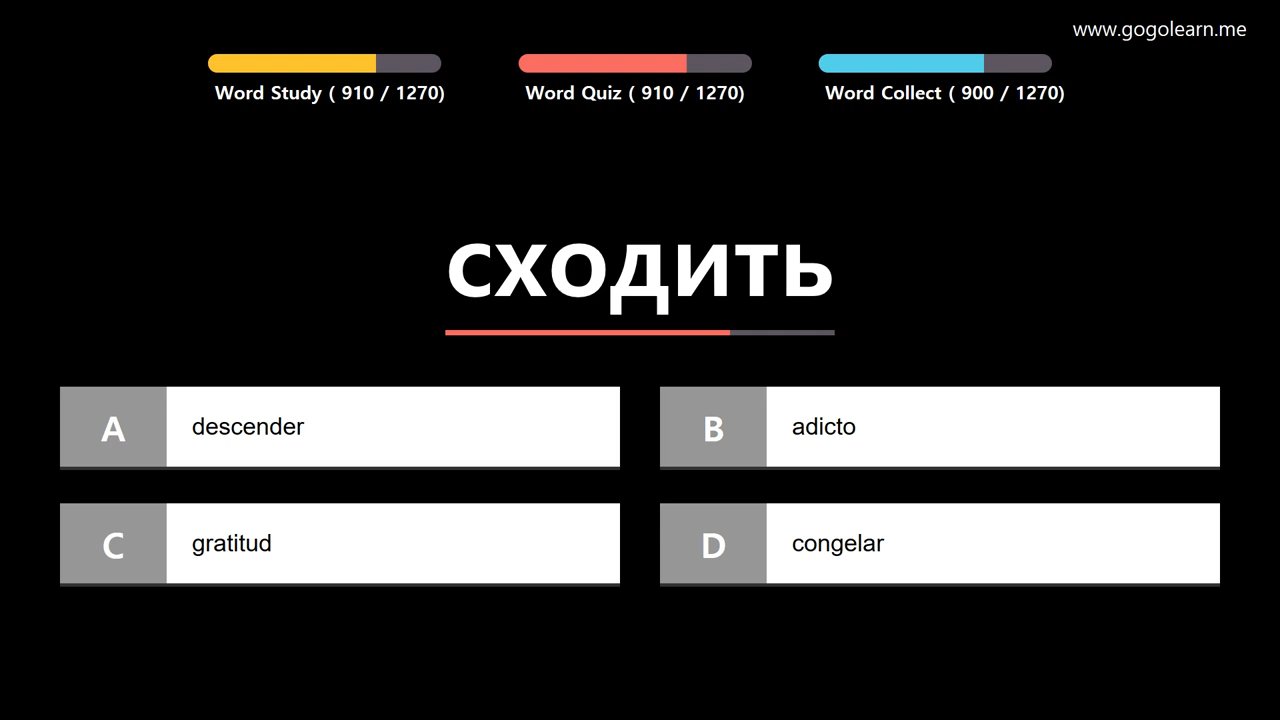 www.gogolearn.me
Word Study ( 910 / 1270)
Word Quiz ( 910 / 1270)
Word Collect ( 900 / 1270)
сходить
A descender
B adicto
C gratitud
D congelar